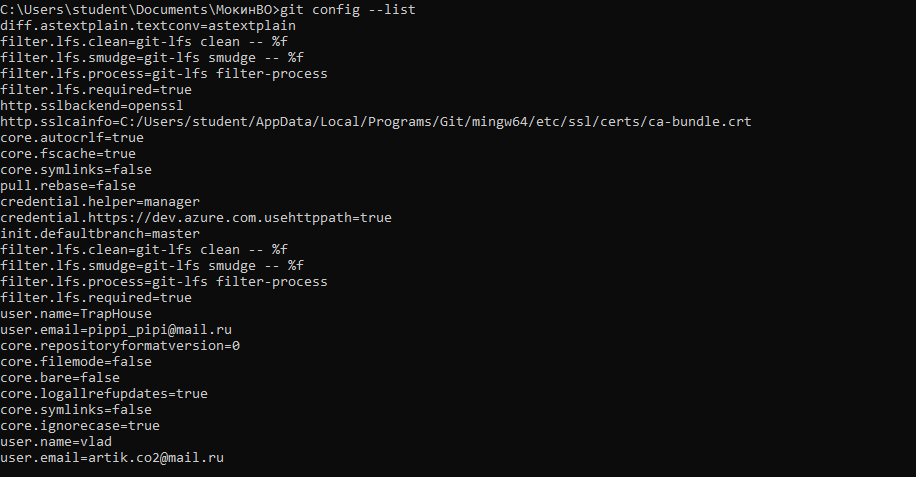 C:\Users\student\Documents\МокинВО>git config --list
diff.astextplain.textconv=astextplain
filter.lfs.clean=git-lfs clean -- %f
filter.lfs.smudge=git-lfs smudge -- %f
filter.lfs.process=git-lfs filter-process
filter.lfs.required=true
http.sslbackend=openssl
http.sslcainfo=C:/Users/student/AppData/Local/Programs/Git/mingw64/etc/ssl/certs/ca-bundle.crt
core.autocrlf=true
core.fscache=true
core.symlinks=false
pull.rebase=false
credential.helper=manager
credential.https://dev.azure.com.usehttppath=true
init.defaultbranch=master
filter.lfs.clean=git-lfs clean -- %f
filter.lfs.smudge=git-lfs smudge -- %f
filter.lfs.process=git-lfs filter-process
filter.lfs.required=true
user.name=TrapHouse
user.email=pippi_pipi@mail.ru
core.repositoryformatversion=0
core.filemode=false
core.bare=false
core.logallrefupdates=true
core.symlinks=false
core.ignorecase=true
user.name=vlad
user.email=artik.co2@mail.ru